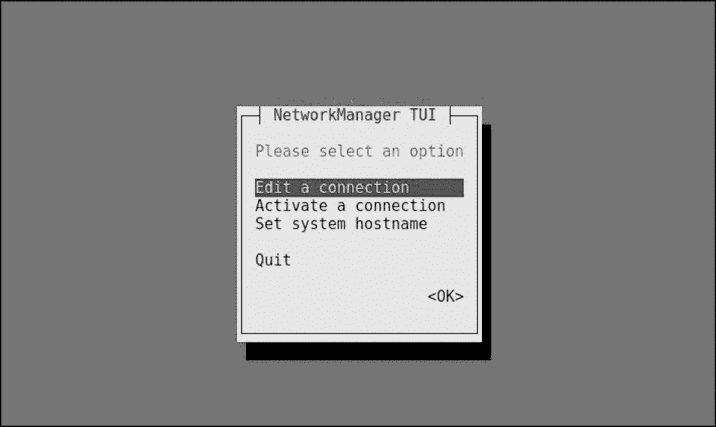 NetworkManager TUI
Please select an option
Edit a connection
Activate a connection
Set system hostname
Quit
<OK>